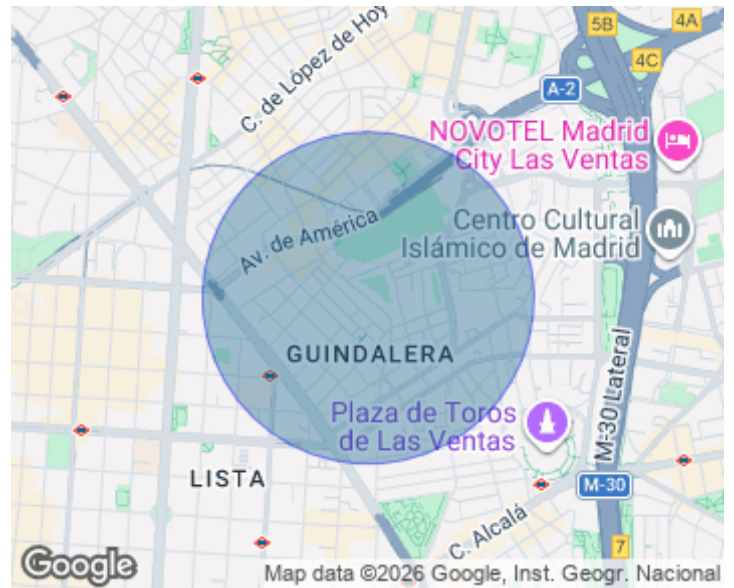 5B
4A
C. de López de Hoy
4C
A-2
NOVOTEL Madrid
City Las Ventas
Av. de América
Centro Cultural
Islámico de Madrid
GUINDALERA
Plaza de Toros
de Las Ventas
M-30 Lateral
LISTA
M-30
C. Alcalá
7
Google
Map data ©2026 Google, Inst. Geogr. Nacional